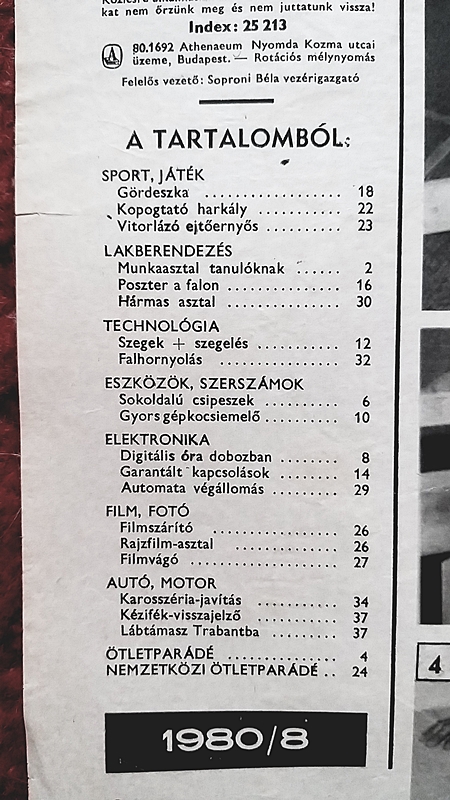 kat nem őrzünk meg és nem juttatunk vissza!
Index: 25 213
80.1692 Athenaeum Nyomda Kozma utcai
üzeme, Budapest. — Rotációs mélynyomás
Felelős vezető: Soproni Béla vezérigazgató
A TARTALOMBÓL:
SPORT, JÁTÉK
Gördeszka .................. 18
Kopogtató harkály ........... 22
Vitorlázó ejtőernyős .......... 23
LAKBERENDEZÉS
Munkaasztal tanulóknak ...... 2
Poszter a falon .............. 16
Hármas asztal .............. 30
TECHNOLÓGIA
Szegek + szegelés ........... 12
Falhornyolás ............... 32
ESZKÖZÖK, SZERSZÁMOK
Sokoldalú csipeszek .......... 6
Gyors gépkocsiemelő .......... 10
ELEKTRONIKA
Digitális óra dobozban ........ 8
Garantált kapcsolások ........ 14
Automata végállomás ......... 29
FILM, FOTÓ
Filmszárító ................ 26
Rajzfilm-asztal ............. 26
Filmvágó .................. 27
AUTÓ, MOTOR
Karosszéria-javítás .......... 34
Kézifék-visszajelző .......... 37
Lábtámasz Trabantba ......... 37
ÖTLETPARÁDÉ ............... 4
NEMZETKÖZI ÖTLETPARÁDÉ .. 24
1980/8
4